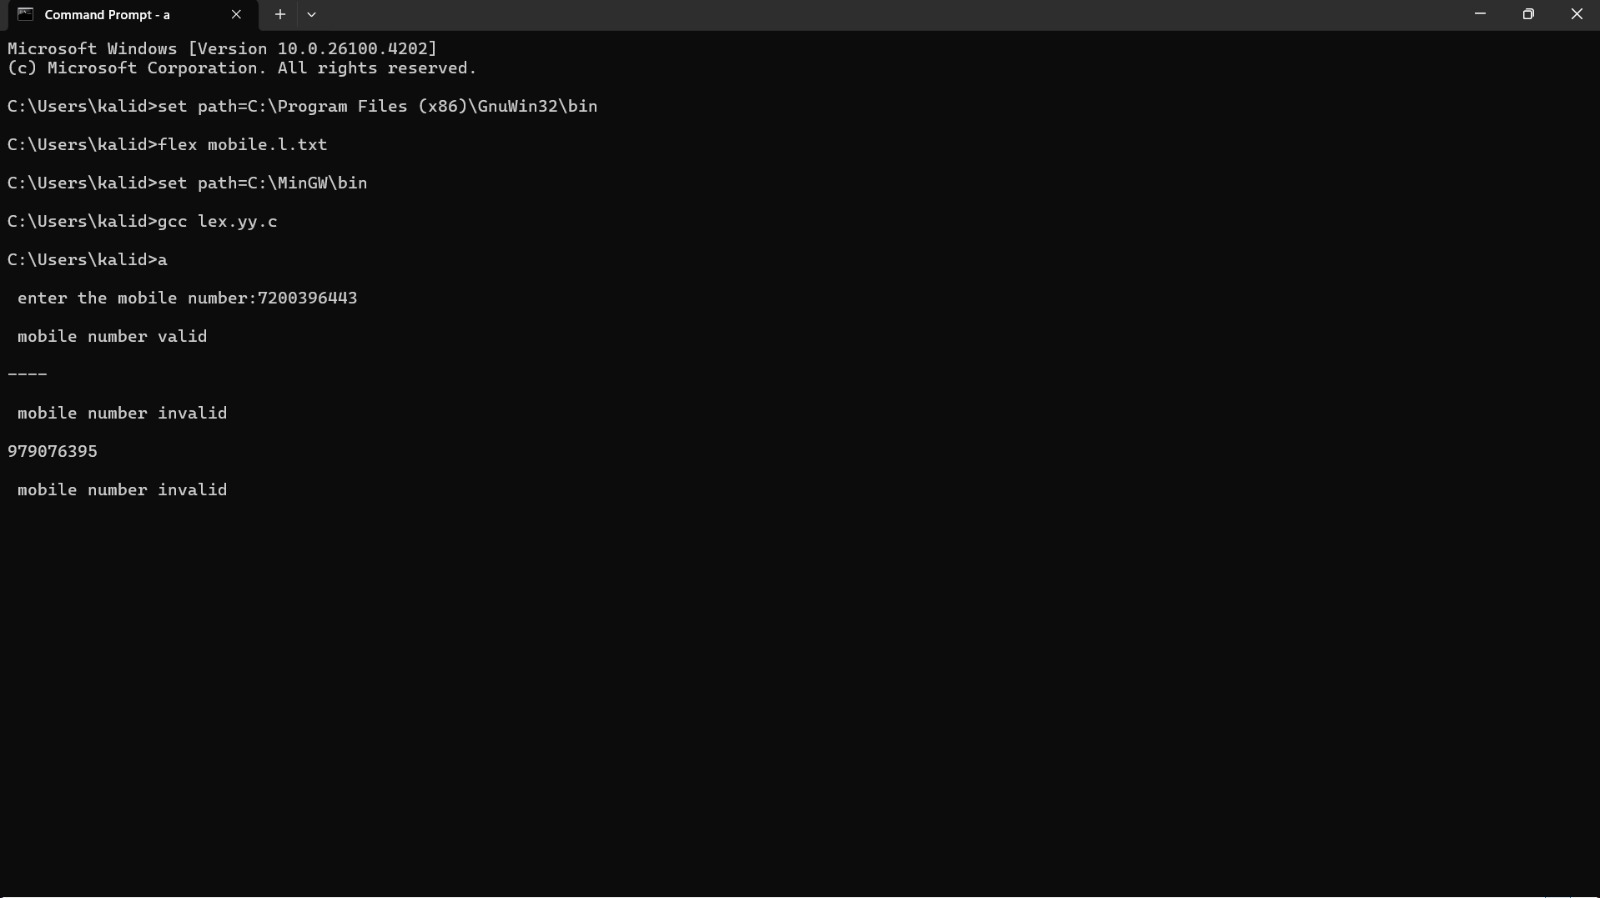 Command Prompt - a
Microsoft Windows [Version 10.0.26100.4202]
(c) Microsoft Corporation. All rights reserved.
C:\Users\kalid>set path=C:\Program Files (x86)\GnuWin32\bin
C:\Users\kalid>flex mobile.l.txt
C:\Users\kalid>set path=C:\MinGW\bin
C:\Users\kalid>gcc lex.yy.c
C:\Users\kalid>a
enter the mobile number:7200396443
mobile number valid
----
mobile number invalid
979076395
mobile number invalid